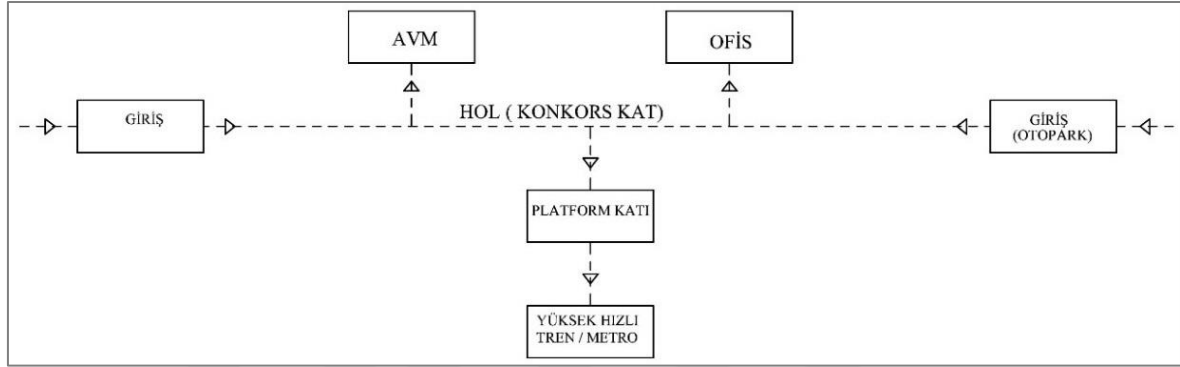 AVM
OFİS
HOL ( KONKORS KAT)
GİRİŞ
GİRİŞ
(OTOPARK)
PLATFORM KATI
YÜKSEK HIZLI
TREN / METRO